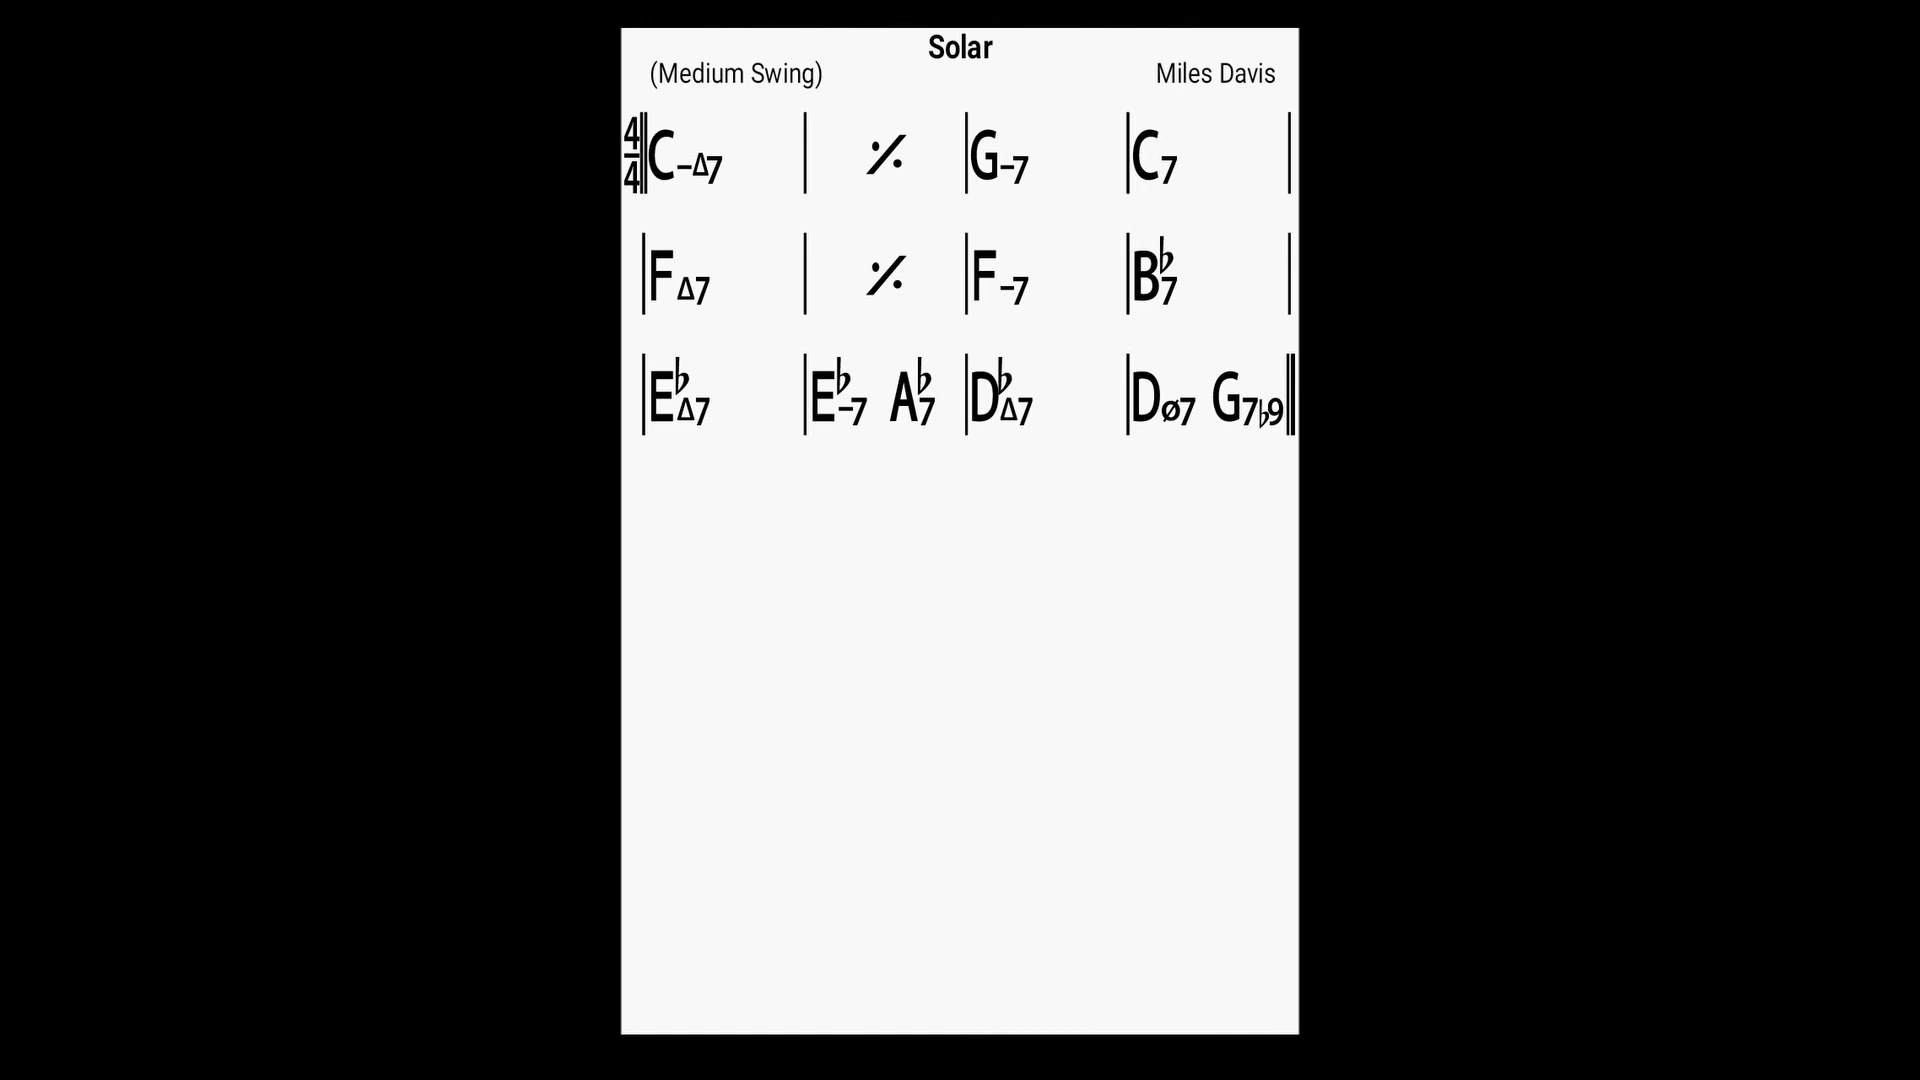 Solar
(Medium Swing) Miles Davis
4/4 C-Δ7 | 𝄎 | G-7 | C7 |
| FΔ7 | 𝄎 | F-7 | B♭7 |
| E♭Δ7 | E♭-7 A♭7 | D♭Δ7 | Dø7 G7♭9 ‖